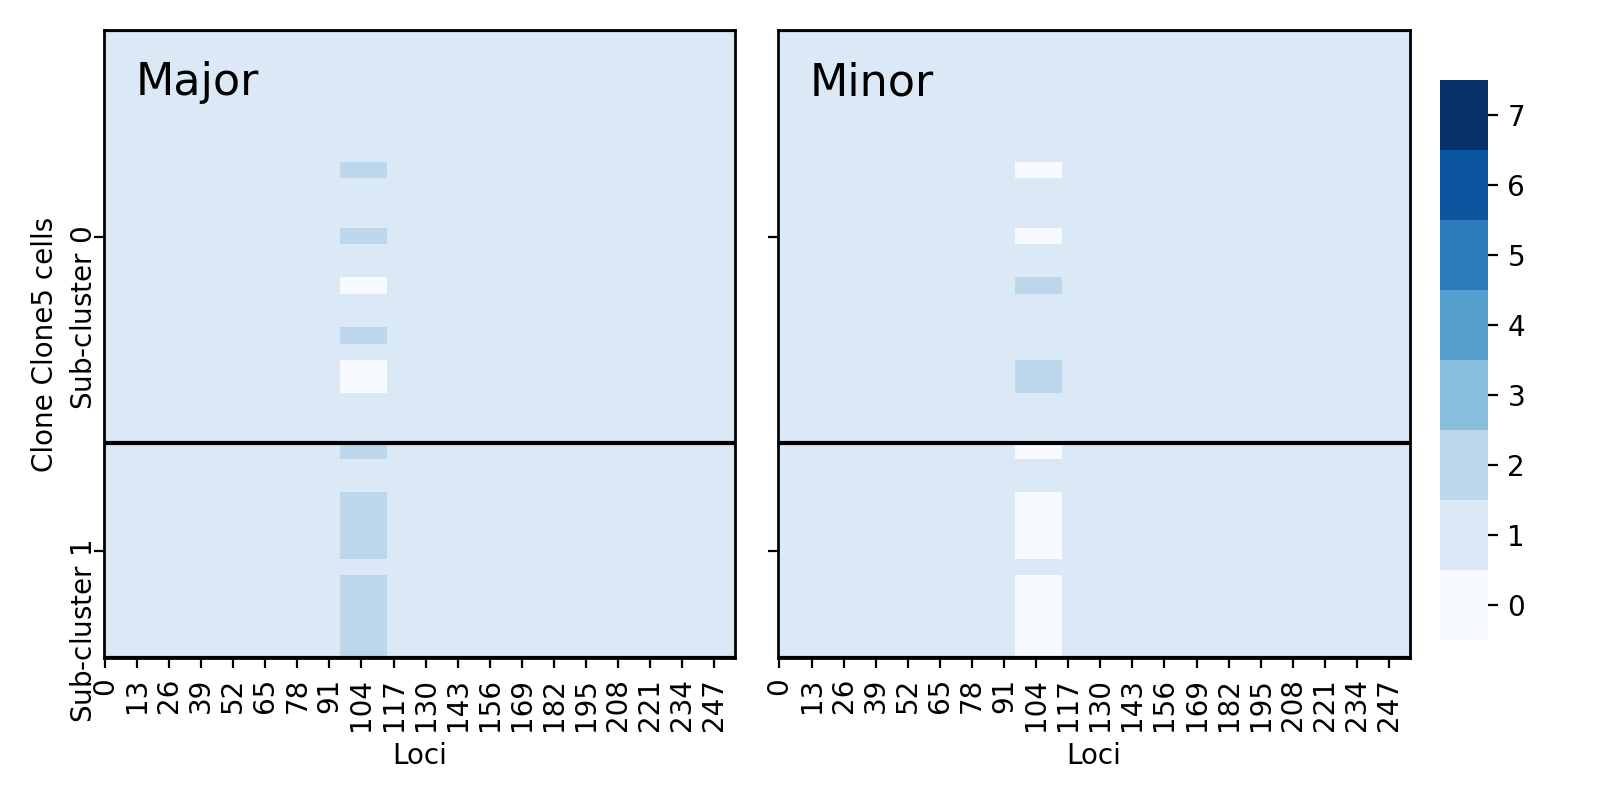 Major
Minor
Clone Clone5 cells
Sub-cluster 0
Sub-cluster 1
0 13 26 39 52 65 78 91 104 117 130 143 156 169 182 195 208 221 234 247
Loci
0 13 26 39 52 65 78 91 104 117 130 143 156 169 182 195 208 221 234 247
Loci
7
6
5
4
3
2
1
0